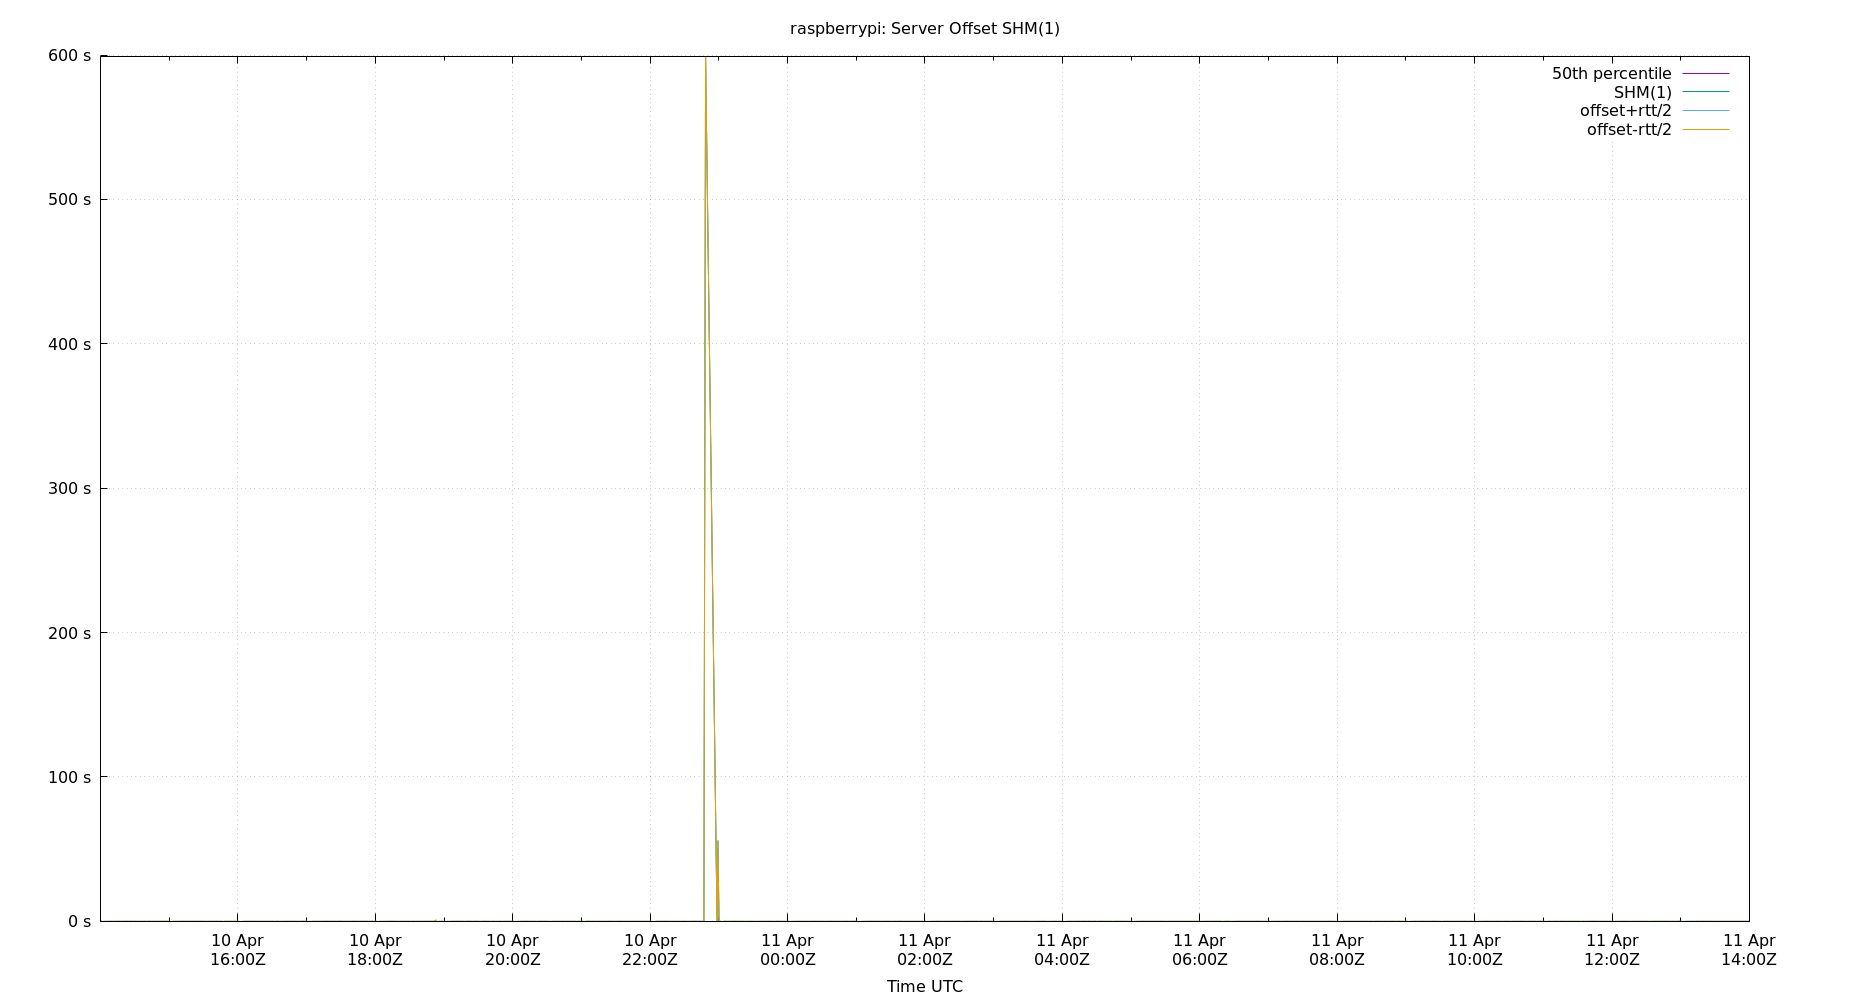 raspberrypi: Server Offset SHM(1)
600 s
500 s
400 s
300 s
200 s
100 s
0 s
50th percentile
SHM(1)
offset+rtt/2
offset-rtt/2
10 Apr 10 Apr 10 Apr 10 Apr 11 Apr 11 Apr 11 Apr 11 Apr 11 Apr 11 Apr 11 Apr 11 Apr
16:00Z 18:00Z 20:00Z 22:00Z 00:00Z 02:00Z 04:00Z 06:00Z 08:00Z 10:00Z 12:00Z 14:00Z
Time UTC